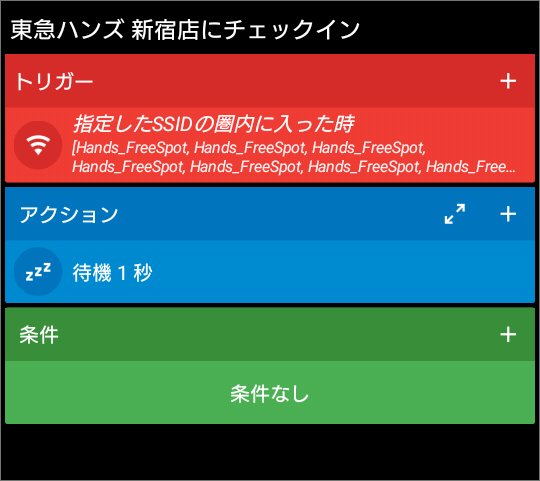 東急ハンズ 新宿店にチェックイン
トリガー
指定したSSIDの圏内に入った時
[Hands_FreeSpot, Hands_FreeSpot, Hands_FreeSpot,
Hands_FreeSpot, Hands_FreeSpot, Hands_FreeSpot, Hands_Free...
アクション
zzz
待機 1 秒
条件
条件なし